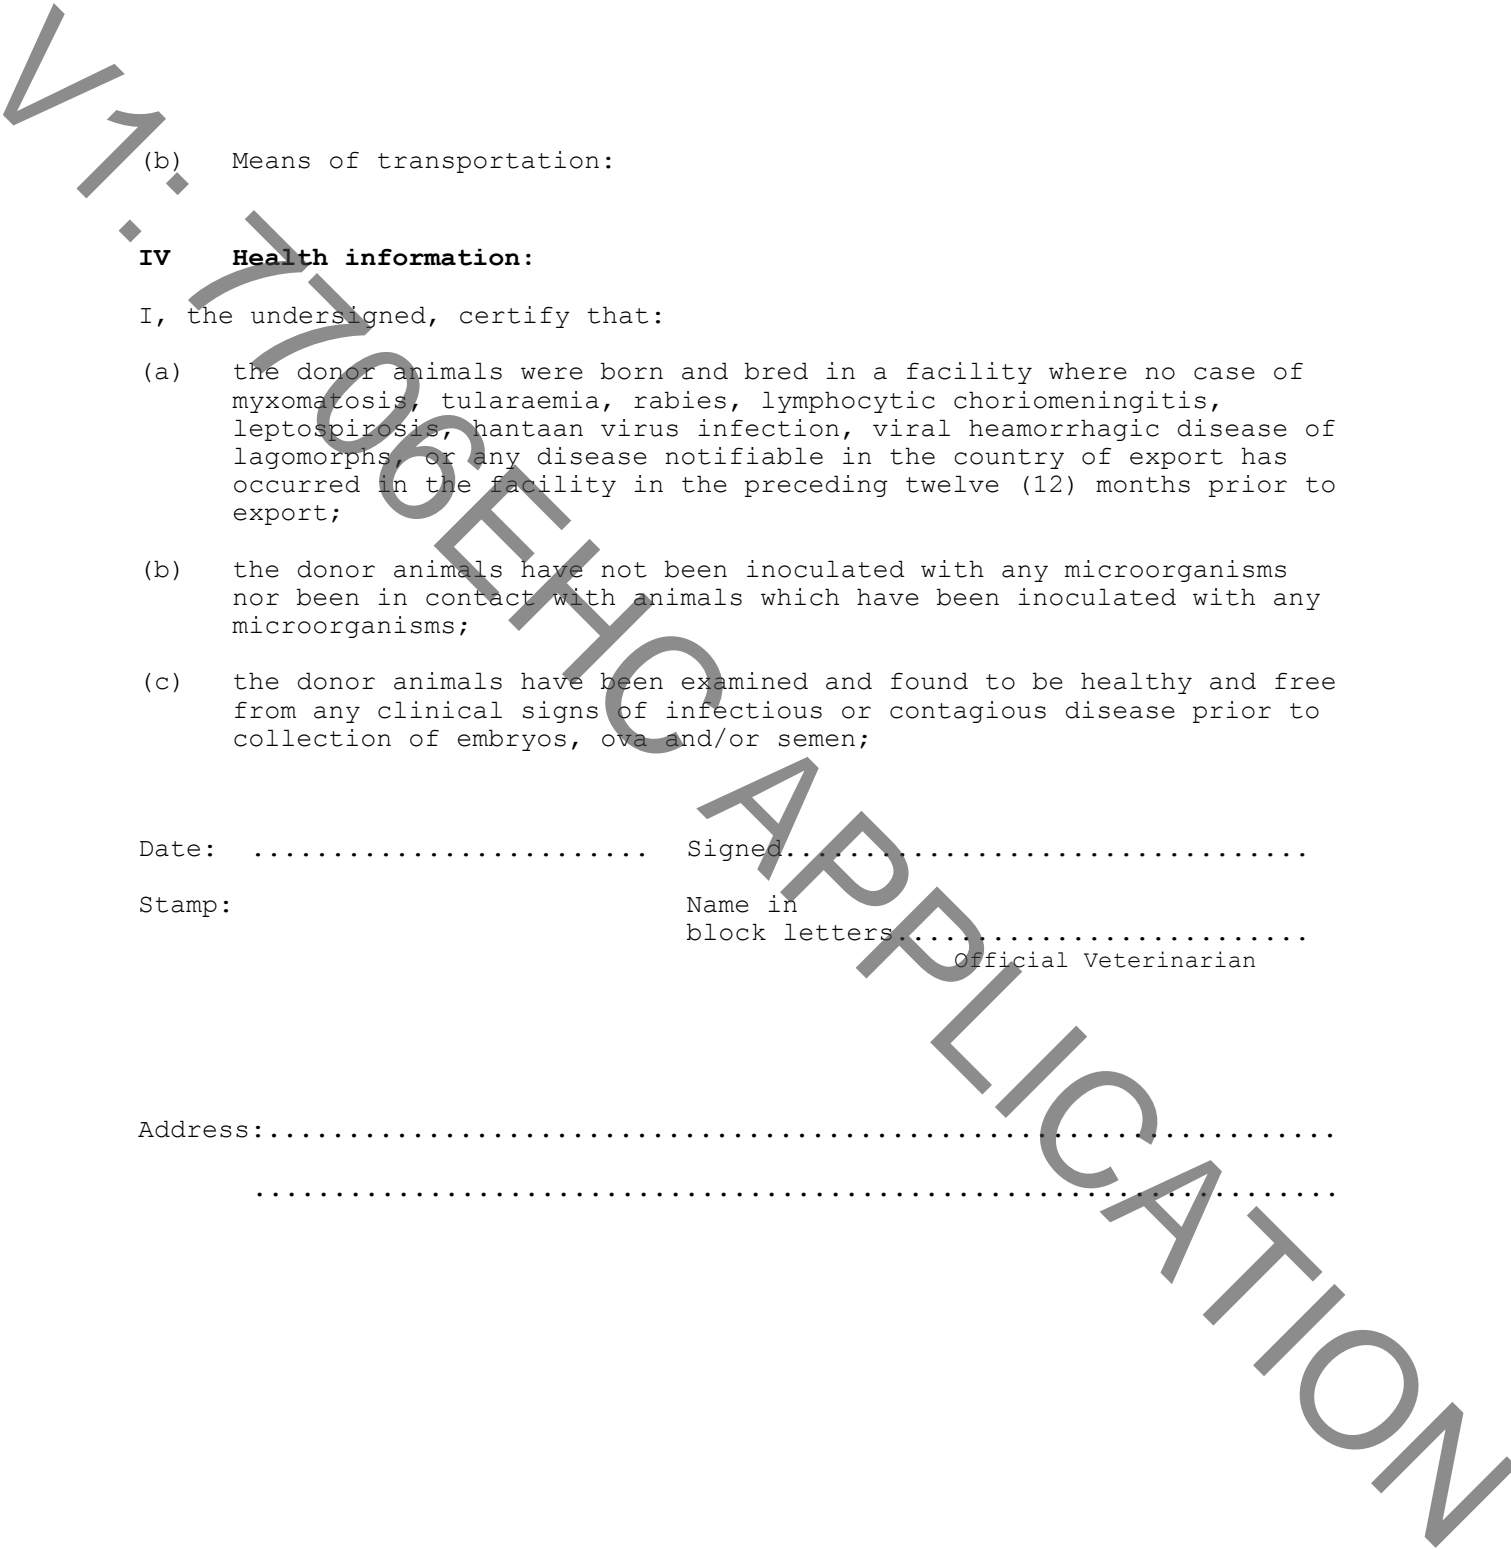 V1: 7706EHC APPLICATION
(b) Means of transportation:
IV Health information:
I, the undersigned, certify that:
(a) the donor animals were born and bred in a facility where no case of
myxomatosis, tularaemia, rabies, lymphocytic choriomeningitis,
leptospirosis, hantaan virus infection, viral heamorrhagic disease of
lagomorphs, or any disease notifiable in the country of export has
occurred in the facility in the preceding twelve (12) months prior to
export;
(b) the donor animals have not been inoculated with any microorganisms
nor been in contact with animals which have been inoculated with any
microorganisms;
(c) the donor animals have been examined and found to be healthy and free
from any clinical signs of infectious or contagious disease prior to
collection of embryos, ova and/or semen;
Date: ......................... Signed.................................
Stamp: Name in
block letters..........................
Official Veterinarian
Address:...................................................................
....................................................................